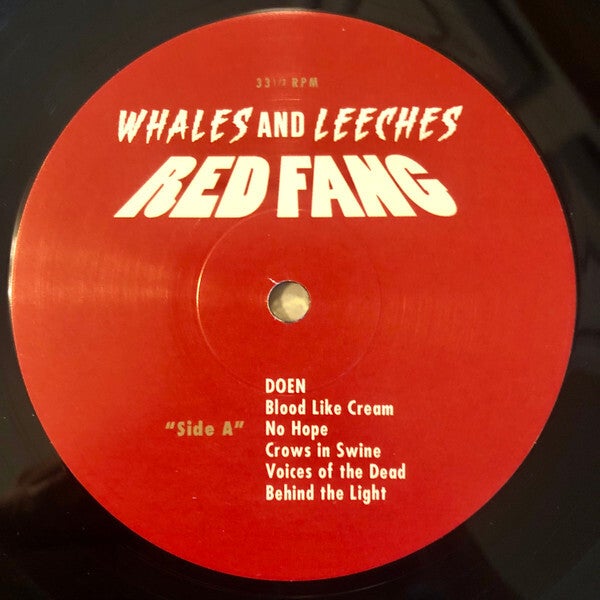 33 1/3 RPM
WHALES AND LEECHES
RED FANG
DOEN
Blood Like Cream
"Side A" No Hope
Crows in Swine
Voices of the Dead
Behind the Light